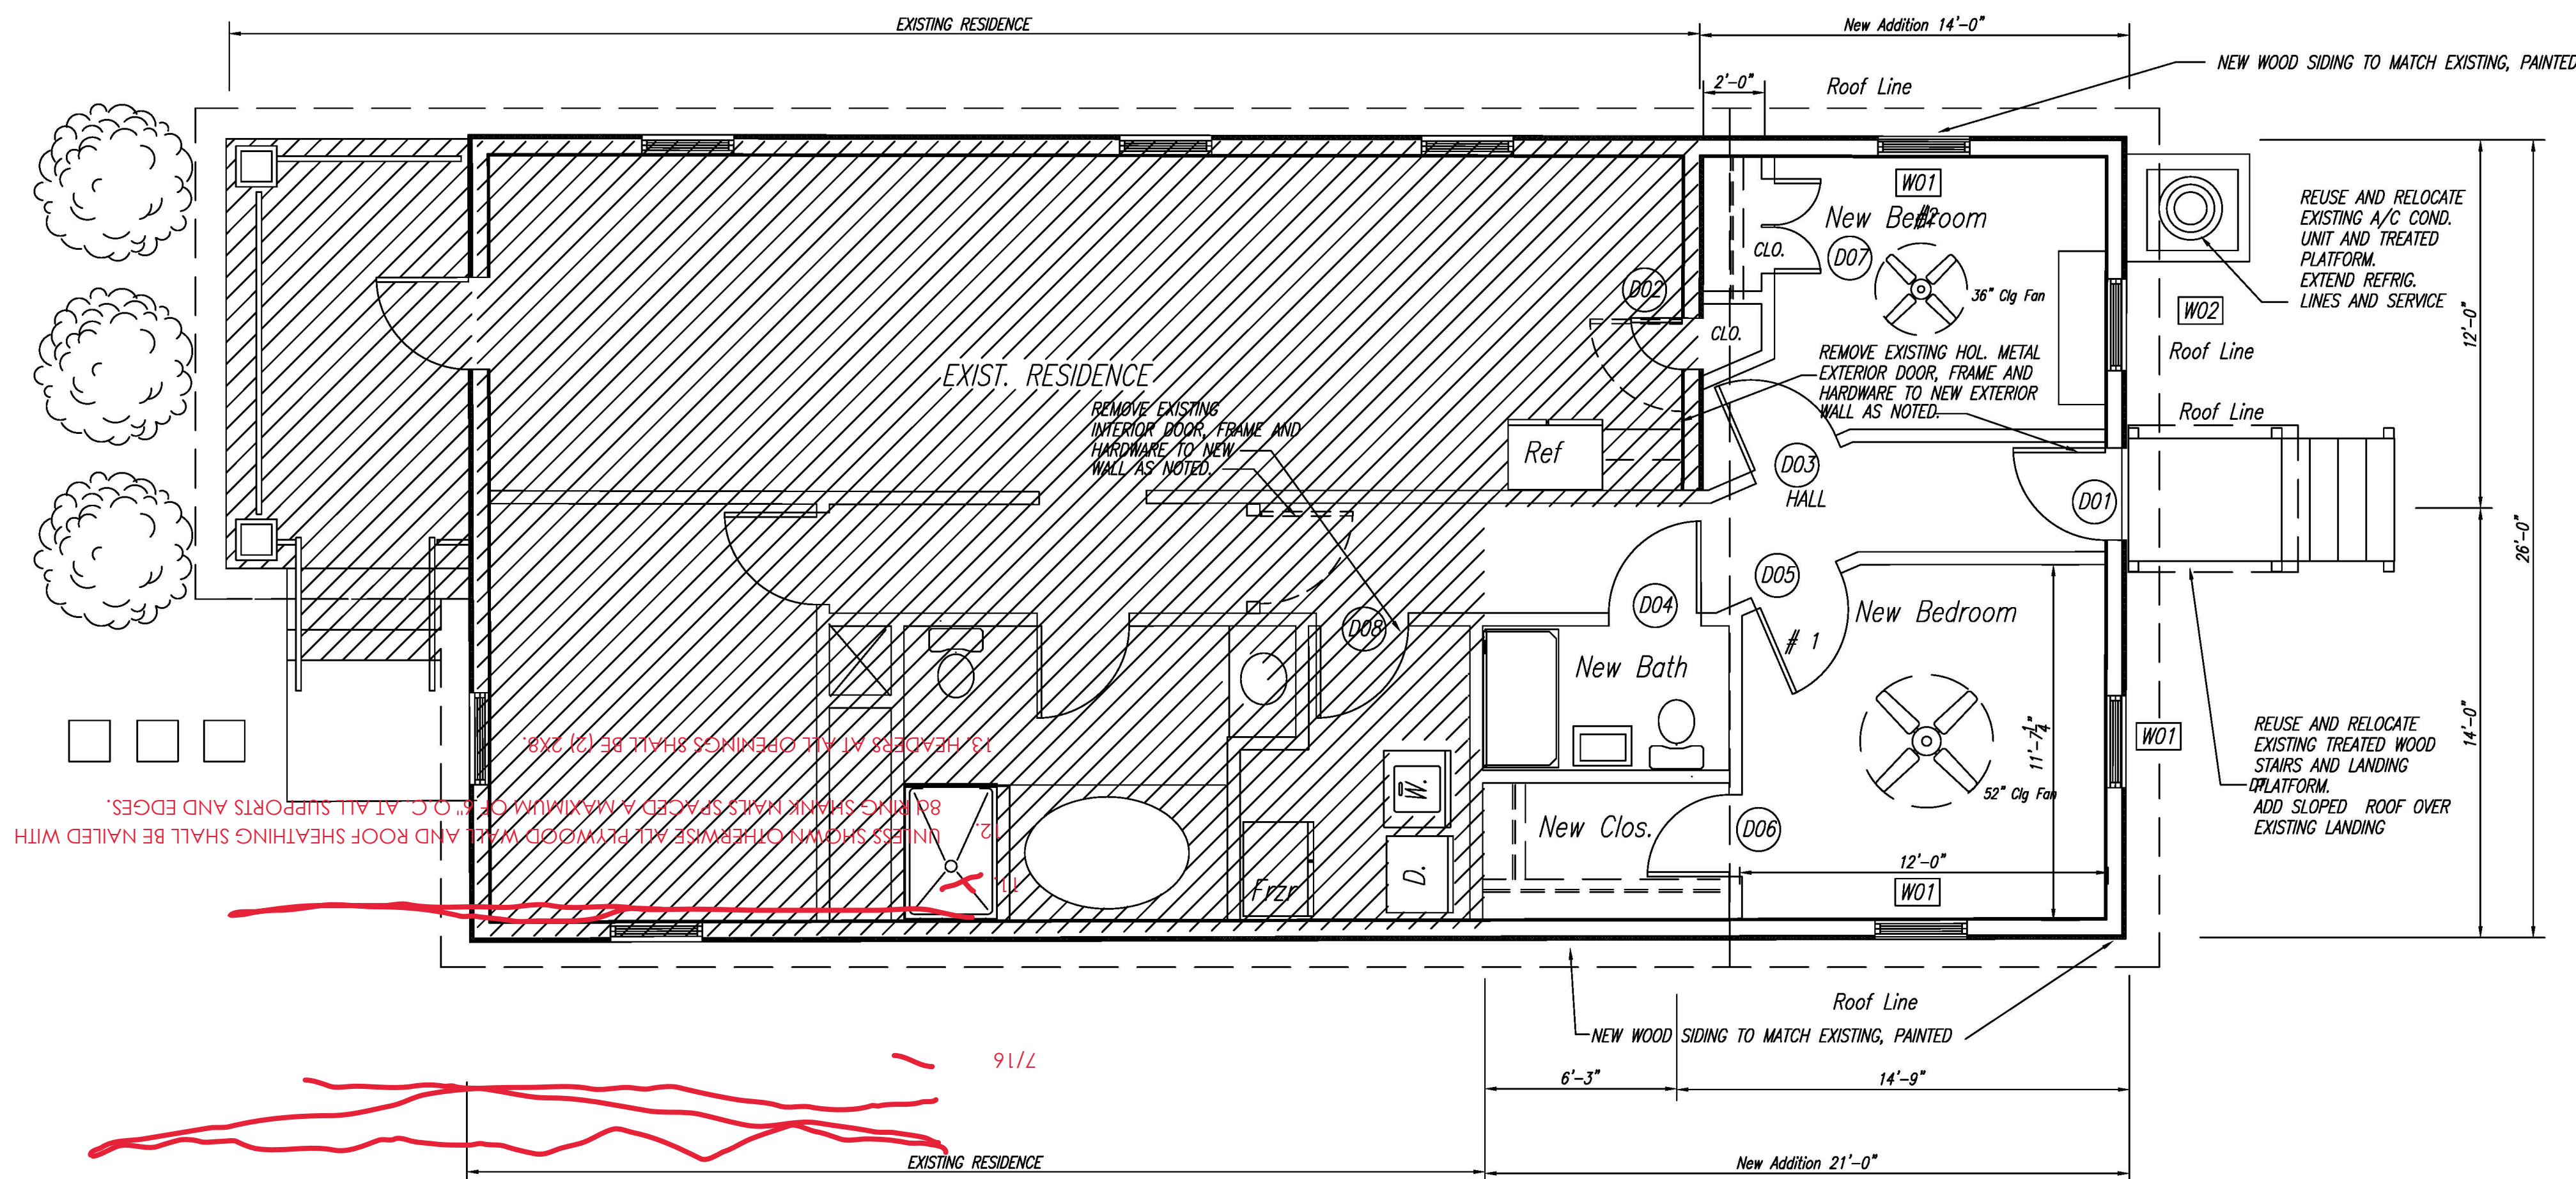 EXISTING RESIDENCE
New Addition 14'-0"
NEW WOOD SIDING TO MATCH EXISTING, PAINTED
2'-0"
Roof Line
W01
New Bedroom
#2
CLO.
D07
36" Clg Fan
REUSE AND RELOCATE
EXISTING A/C COND.
UNIT AND TREATED
PLATFORM.
EXTEND REFRIG.
LINES AND SERVICE
W02
Roof Line
12'-0"
26'-0"
D02
CLO.
REMOVE EXISTING HOL. METAL
EXTERIOR DOOR, FRAME AND
HARDWARE TO NEW EXTERIOR
WALL AS NOTED.
Roof Line
EXIST. RESIDENCE
REMOVE EXISTING
INTERIOR DOOR, FRAME AND
HARDWARE TO NEW
WALL AS NOTED.
Ref
D03
HALL
D01
D05
D04
D08
New Bedroom
# 1
New Bath
11'-7 1/4"
52" Clg Fan
W01
14'-0"
REUSE AND RELOCATE
EXISTING TREATED WOOD
STAIRS AND LANDING
PLATFORM.
ADD SLOPED ROOF OVER
EXISTING LANDING
W.
D.
Frzr
New Clos.
D06
12'-0"
W01
13. HEADERS AT ALL OPENINGS SHALL BE (2) 2X8.
12. UNLESS SHOWN OTHERWISE ALL PLYWOOD WALL AND ROOF SHEATHING SHALL BE NAILED WITH
8d RING SHANK NAILS SPACED A MAXIMUM OF 6" O.C. AT ALL SUPPORTS AND EDGES.
11.
Roof Line
NEW WOOD SIDING TO MATCH EXISTING, PAINTED
7/16
6'-3"
14'-9"
EXISTING RESIDENCE
New Addition 21'-0"